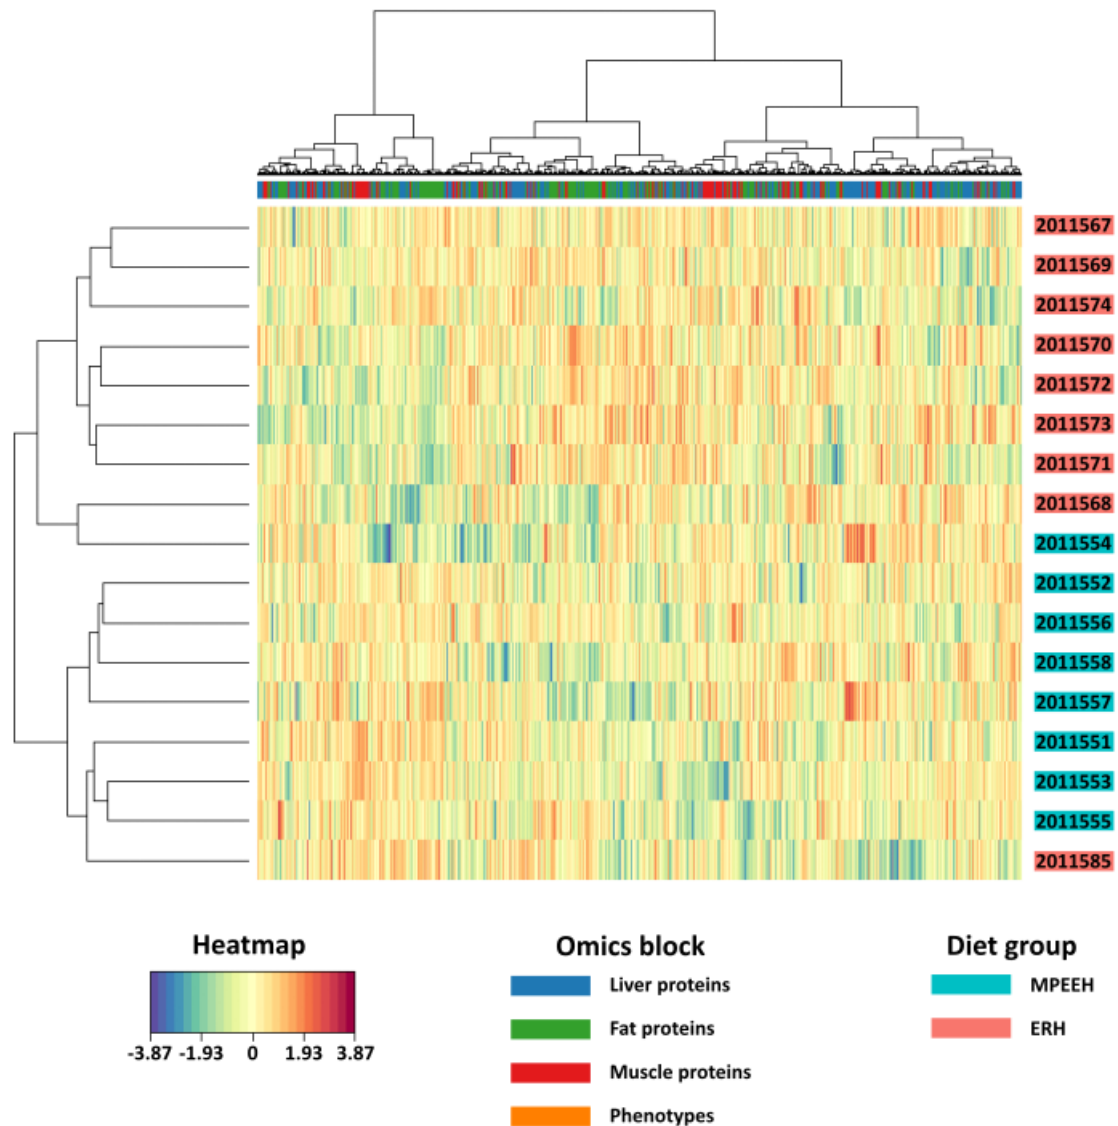 2011567
2011569
2011574
2011570
2011572
2011573
2011571
2011568
2011554
2011552
2011556
2011558
2011557
2011551
2011553
2011555
2011585
Heatmap
-3.87 -1.93 0 1.93 3.87
Omics block
Liver proteins
Fat proteins
Muscle proteins
Phenotypes
Diet group
MPEEH
ERH